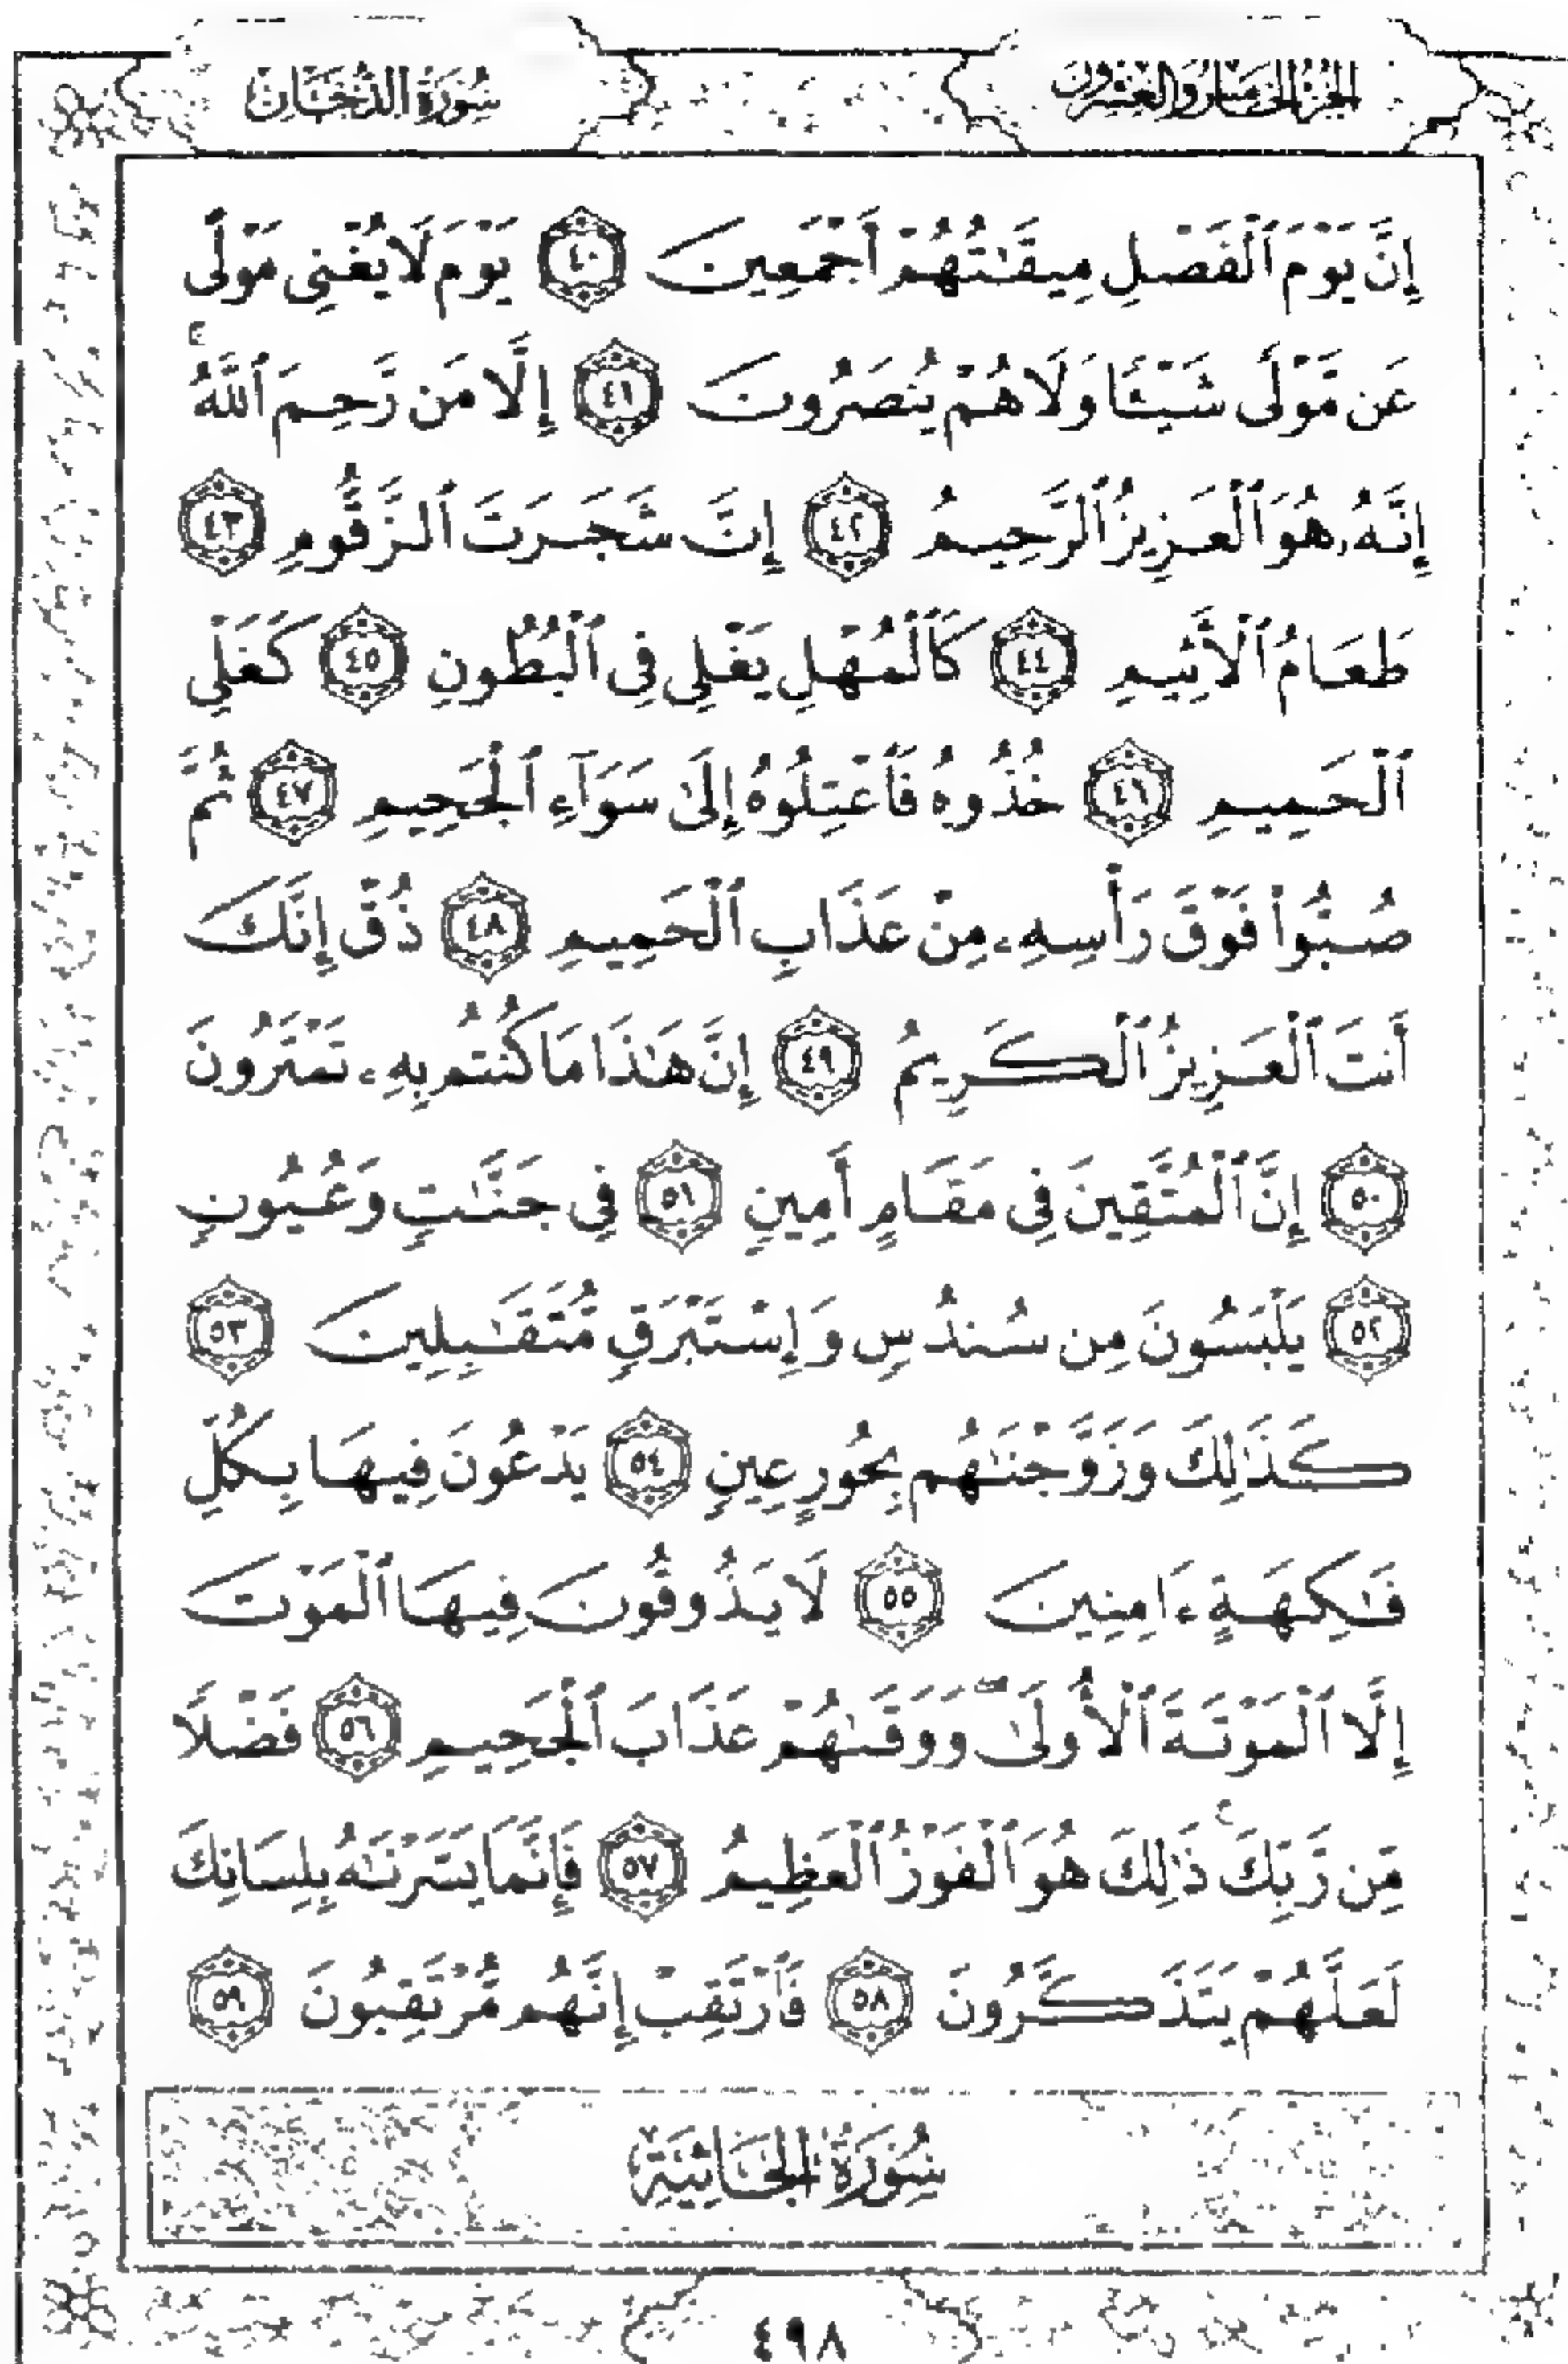 الجزء الخامس والعشرون
سُورَةُ الدُّخَان
إِنَّ يَوْمَ ٱلْفَصْلِ مِيقَٰتُهُمْ أَجْمَعِينَ ٤٠ يَوْمَ لَا يُغْنِى مَوْلًى
عَن مَّوْلًى شَيْـًٔا وَلَا هُمْ يُنصَرُونَ ٤١ إِلَّا مَن رَّحِمَ ٱللَّهُ ۚ
إِنَّهُۥ هُوَ ٱلْعَزِيزُ ٱلرَّحِيمُ ٤٢ إِنَّ شَجَرَتَ ٱلزَّقُّومِ ٤٣
طَعَامُ ٱلْأَثِيمِ ٤٤ كَٱلْمُهْلِ يَغْلِى فِى ٱلْبُطُونِ ٤٥ كَغَلْىِ
ٱلْحَمِيمِ ٤٦ خُذُوهُ فَٱعْتِلُوهُ إِلَىٰ سَوَآءِ ٱلْجَحِيمِ ٤٧ ثُمَّ
صُبُّوا۟ فَوْقَ رَأْسِهِۦ مِنْ عَذَابِ ٱلْحَمِيمِ ٤٨ ذُقْ إِنَّكَ
أَنتَ ٱلْعَزِيزُ ٱلْكَرِيمُ ٤٩ إِنَّ هَٰذَا مَا كُنتُم بِهِۦ تَمْتَرُونَ
٥٠ إِنَّ ٱلْمُتَّقِينَ فِى مَقَامٍ أَمِينٍ ٥١ فِى جَنَّٰتٍ وَعُيُونٍ
٥٢ يَلْبَسُونَ مِن سُندُسٍ وَإِسْتَبْرَقٍ مُّتَقَٰبِلِينَ ٥٣
كَذَٰلِكَ وَزَوَّجْنَٰهُم بِحُورٍ عِينٍ ٥٤ يَدْعُونَ فِيهَا بِكُلِّ
فَٰكِهَةٍ ءَامِنِينَ ٥٥ لَا يَذُوقُونَ فِيهَا ٱلْمَوْتَ
إِلَّا ٱلْمَوْتَةَ ٱلْأُولَىٰ ۖ وَوَقَىٰهُمْ عَذَابَ ٱلْجَحِيمِ ٥٦ فَضْلًا
مِّن رَّبِّكَ ۚ ذَٰلِكَ هُوَ ٱلْفَوْزُ ٱلْعَظِيمُ ٥٧ فَإِنَّمَا يَسَّرْنَٰهُ بِلِسَانِكَ
لَعَلَّهُمْ يَتَذَكَّرُونَ ٥٨ فَٱرْتَقِبْ إِنَّهُم مُّرْتَقِبُونَ ٥٩
سُورَةُ الجَاثِيَةِ
٤٩٨